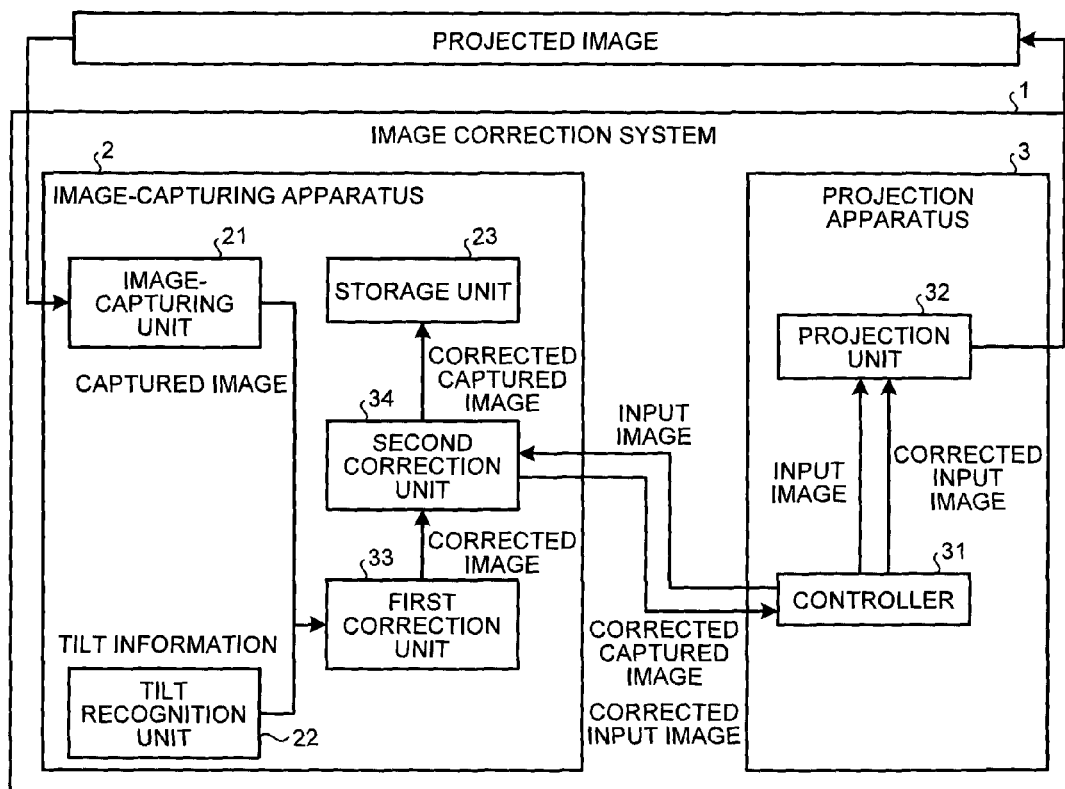 PROJECTED IMAGE
1
IMAGE CORRECTION SYSTEM
2
IMAGE-CAPTURING APPARATUS
21
IMAGE-
CAPTURING
UNIT
CAPTURED IMAGE
23
STORAGE UNIT
CORRECTED
CAPTURED
IMAGE
34
SECOND
CORRECTION
UNIT
CORRECTED
IMAGE
33
FIRST
CORRECTION
UNIT
TILT INFORMATION
TILT
RECOGNITION
UNIT
22
INPUT
IMAGE
CORRECTED
CAPTURED
IMAGE
CORRECTED
INPUT IMAGE
3
PROJECTION
APPARATUS
32
PROJECTION
UNIT
INPUT
IMAGE
CORRECTED
INPUT
IMAGE
31
CONTROLLER